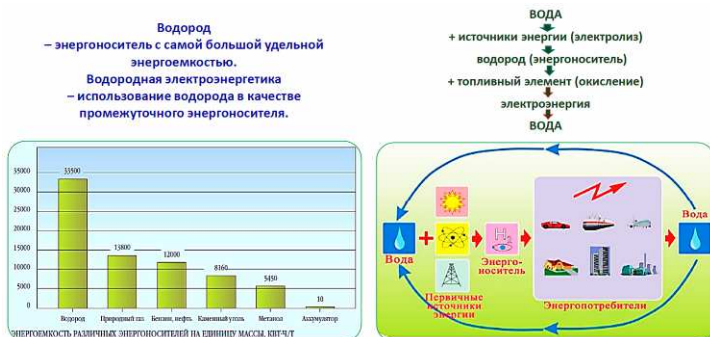 Водород
– энергоноситель с самой большой удельной
энергоемкостью.
Водородная электроэнергетика
– использование водорода в качестве
промежуточного энергоносителя.
ВОДА
+ источники энергии (электролиз)
водород (энергоноситель)
+ топливный элемент (окисление)
электроэнергия
ВОДА
35000
30000
25000
20000
15000
10000
5000
0
33500
13800
12000
8160
5450
10
Водород
Природный газ
Бензин, нефть
Каменный уголь
Метанол
Аккумулятор
ЭНЕРГОЕМКОСТЬ РАЗЛИЧНЫХ ЭНЕРГОНОСИТЕЛЕЙ НА ЕДИНИЦУ МАССЫ, КВТ·Ч/Т
Вода
+
Первичные
источники
энергии
H2
Энерго-
носитель
Энергопотребители
Вода